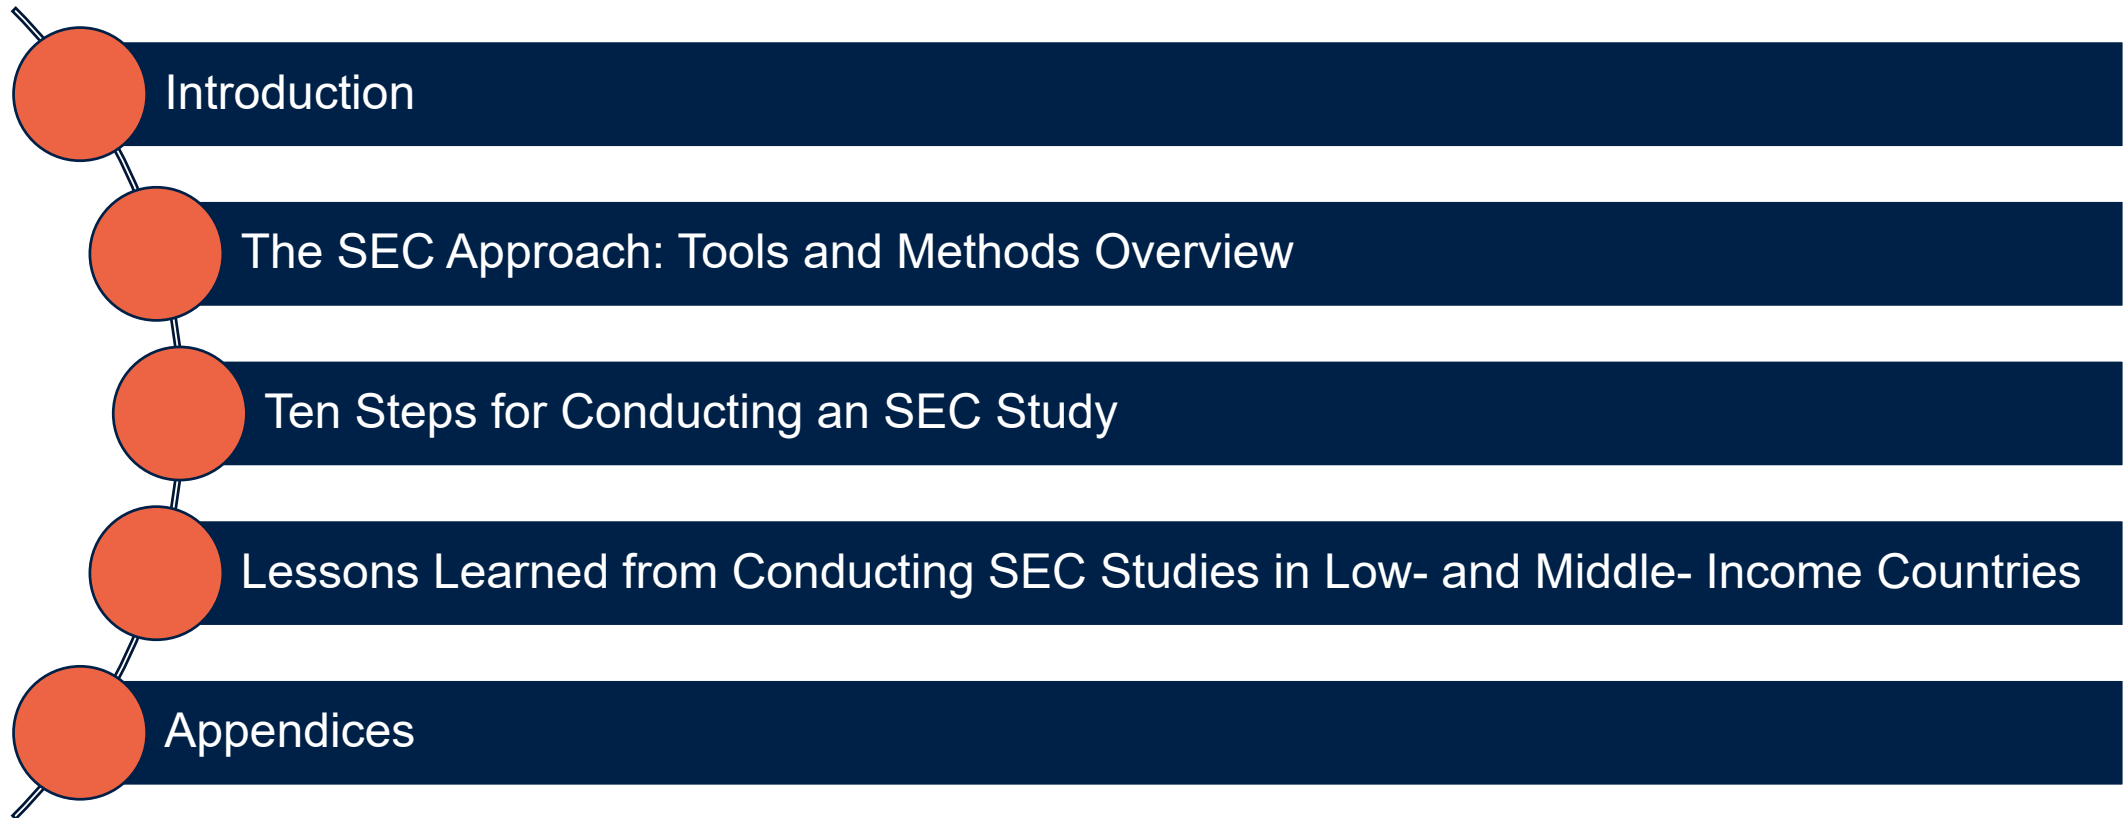 Introduction
The SEC Approach: Tools and Methods Overview
Ten Steps for Conducting an SEC Study
Lessons Learned from Conducting SEC Studies in Low- and Middle- Income Countries
Appendices